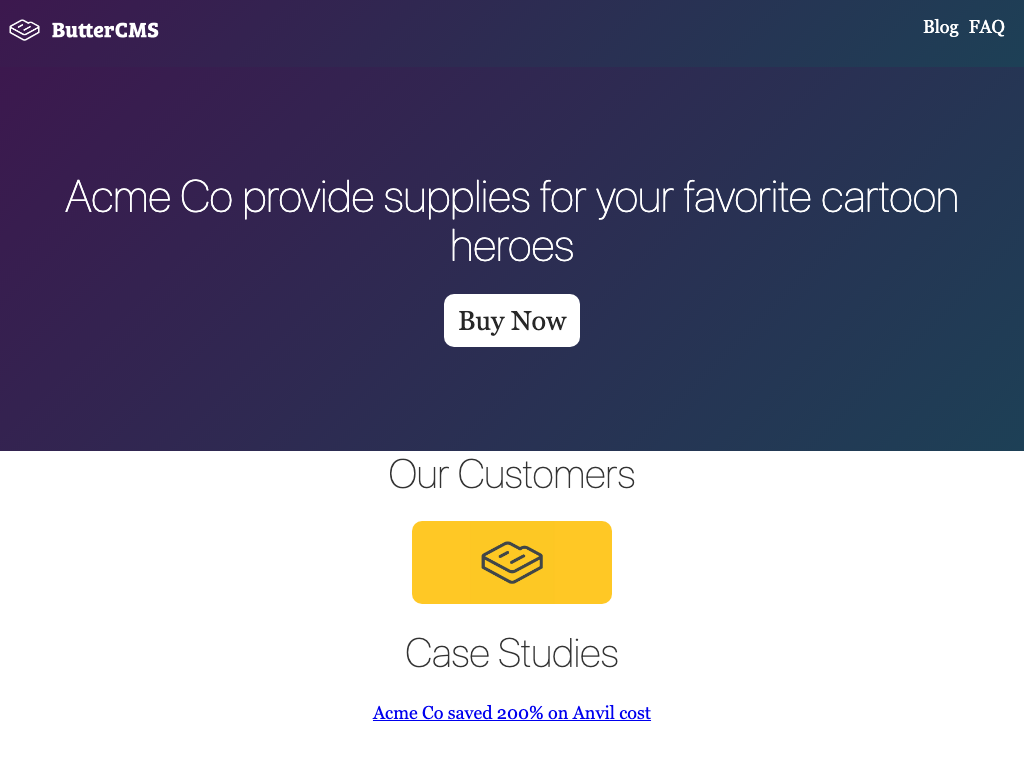 ButterCMS
Blog FAQ
Acme Co provide supplies for your favorite cartoon
heroes
Buy Now
Our Customers
Case Studies
Acme Co saved 200% on Anvil cost